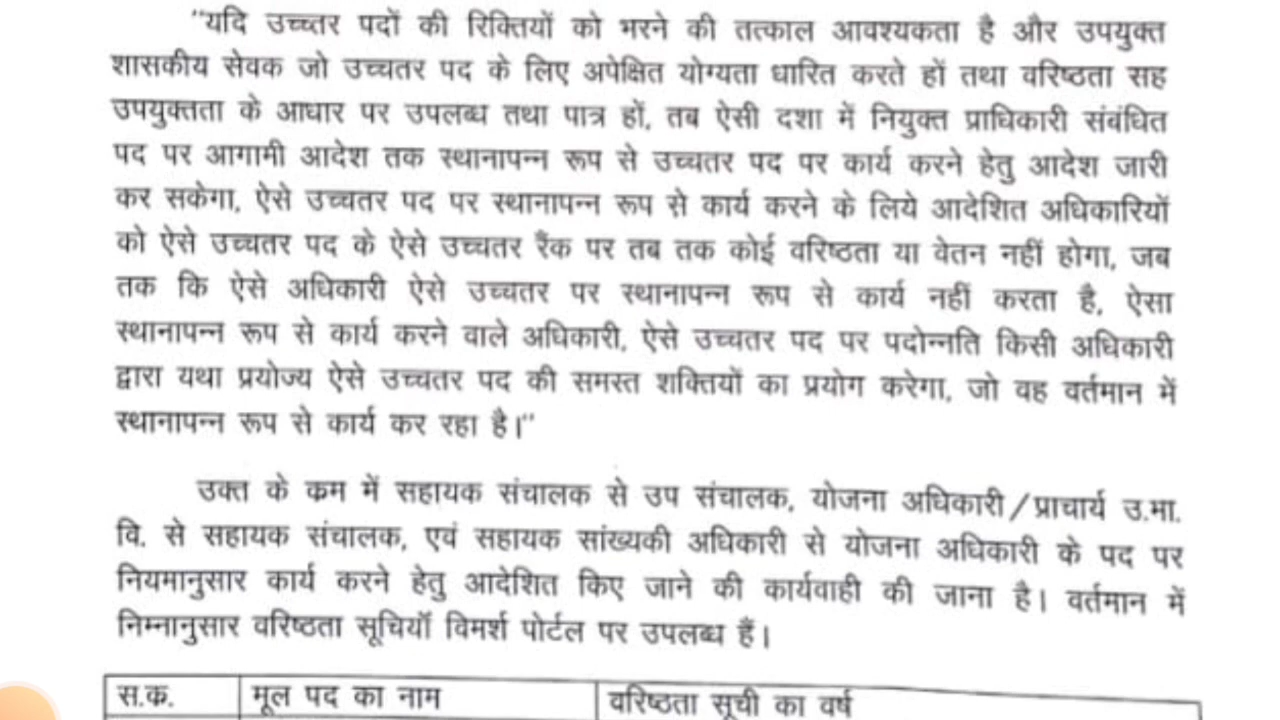 "यदि उच्च्तर पदों की रिक्तियों को भरने की तत्काल आवश्यकता है और उपयुक्त
शासकीय सेवक जो उच्चतर पद के लिए अपेक्षित योग्यता धारित करते हों तथा वरिष्ठता सह
उपयुक्तता के आधार पर उपलब्ध तथा पात्र हों, तब ऐसी दशा में नियुक्त प्राधिकारी संबंधित
पद पर आगामी आदेश तक स्थानापन्न रूप से उच्चतर पद पर कार्य करने हेतु आदेश जारी
कर सकेगा, ऐसे उच्चतर पद पर स्थानापन्न रूप से कार्य करने के लिये आदेशित अधिकारियों
को ऐसे उच्चतर पद के ऐसे उच्चतर रैंक पर तब तक कोई वरिष्ठता या वेतन नहीं होगा, जब
तक कि ऐसे अधिकारी ऐसे उच्चतर पर स्थानापन्न रूप से कार्य नहीं करता है, ऐसा
स्थानापन्न रूप से कार्य करने वाले अधिकारी, ऐसे उच्चतर पद पर पदोन्नति किसी अधिकारी
द्वारा यथा प्रयोज्य ऐसे उच्चतर पद की समस्त शक्तियों का प्रयोग करेगा, जो वह वर्तमान में
स्थानापन्न रूप से कार्य कर रहा है।"
उक्त के कम में सहायक संचालक से उप संचालक, योजना अधिकारी/प्राचार्य उ.मा.
वि. से सहायक संचालक, एवं सहायक सांख्यकी अधिकारी से योजना अधिकारी के पद पर
नियमानुसार कार्य करने हेतु आदेशित किए जाने की कार्यवाही की जाना है। वर्तमान में
निम्नानुसार वरिष्ठता सूचियॉ विमर्श पोर्टल पर उपलब्ध हैं।
स.क. मूल पद का नाम वरिष्ठता सूची का वर्ष